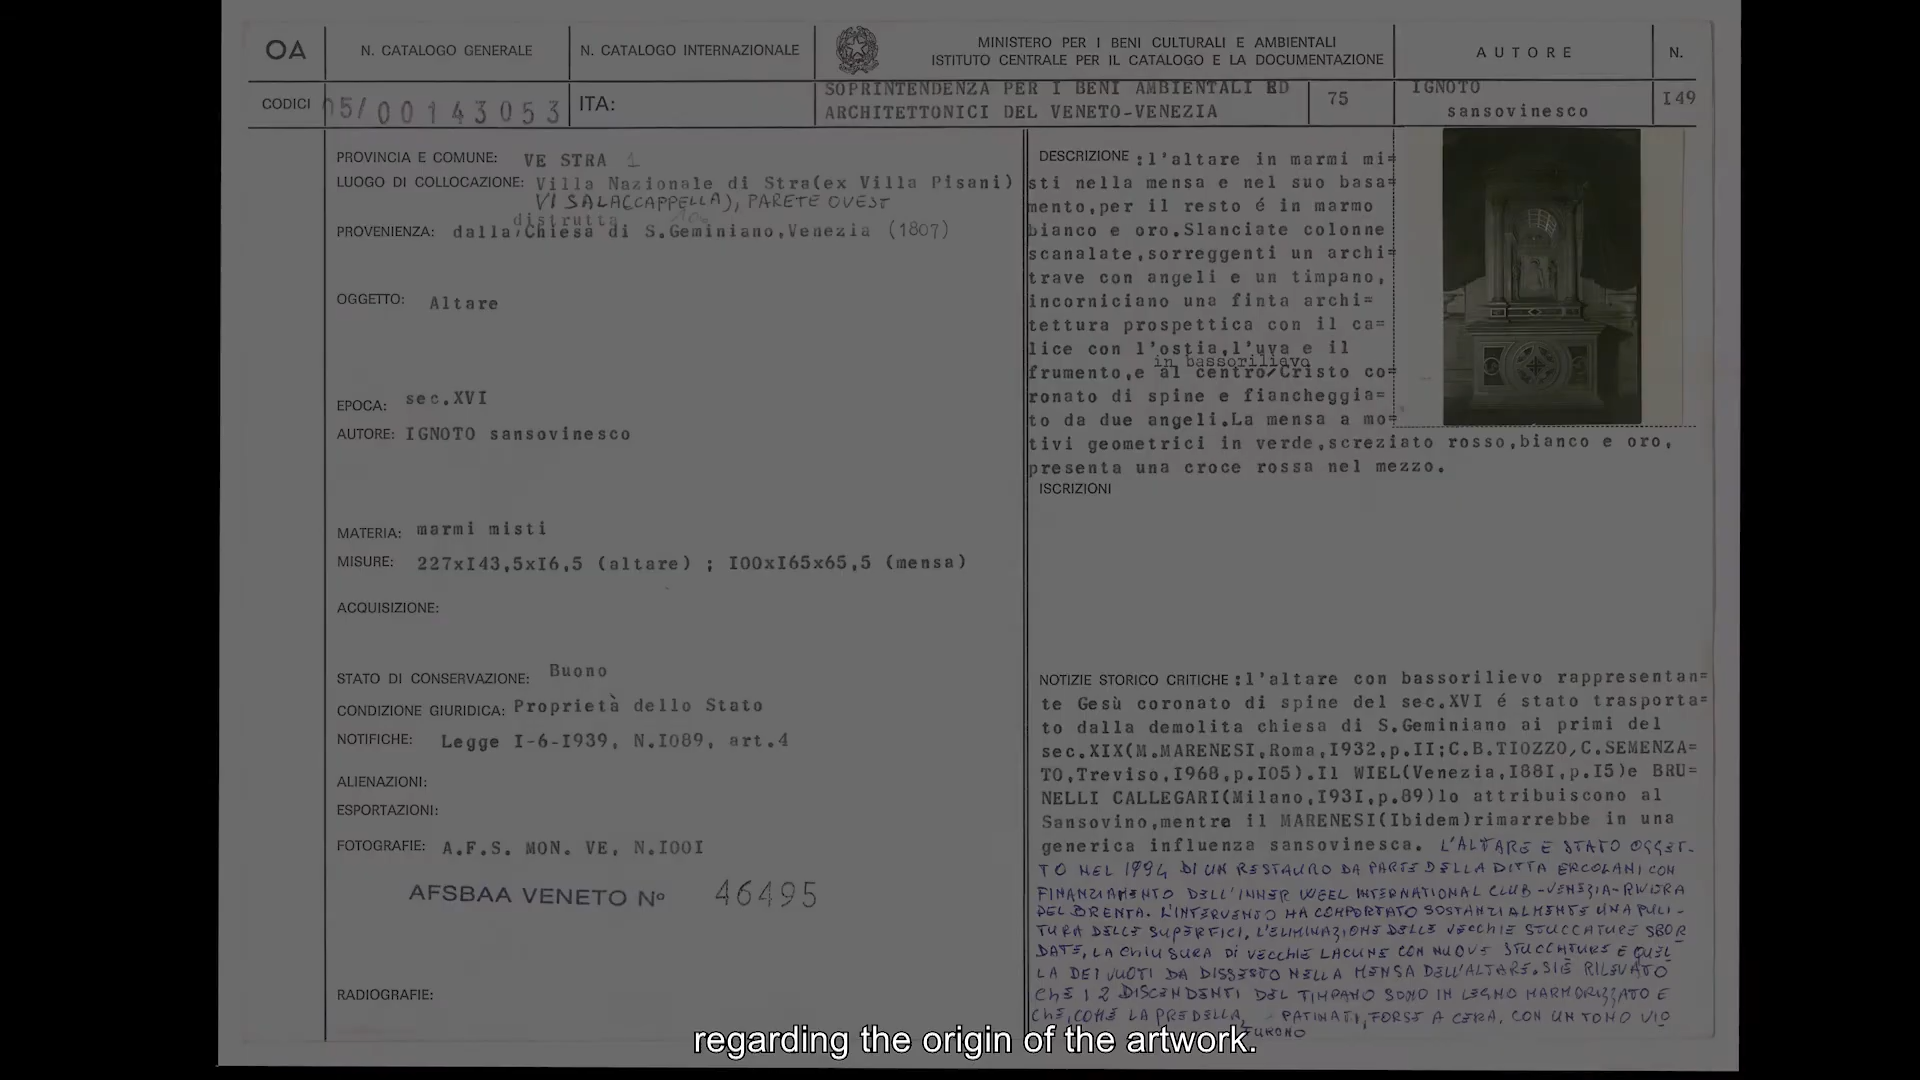 OA
N. CATALOGO GENERALE
N. CATALOGO INTERNAZIONALE
MINISTERO PER I BENI CULTURALI E AMBIENTALI
ISTITUTO CENTRALE PER IL CATALOGO E LA DOCUMENTAZIONE
AUTORE
N.
CODICI
05/00143053
ITA:
SOPRINTENDENZA PER I BENI AMBIENTALI ED
ARCHITETTONICI DEL VENETO-VENEZIA
75
IGNOTO
sansovinesco
I49
PROVINCIA E COMUNE: VE STRA 1
LUOGO DI COLLOCAZIONE: Villa Nazionale di Stra(ex Villa Pisani)
VI SALA(CAPPELLA), PARETE OVEST
distrutta
PROVENIENZA: dalla Chiesa di S.Geminiano,Venezia (1807)
OGGETTO: Altare
EPOCA: sec.XVI
AUTORE: IGNOTO sansovinesco
MATERIA: marmi misti
MISURE: 227xI43,5xI6,5 (altare) ; I00xI65x65,5 (mensa)
ACQUISIZIONE:
STATO DI CONSERVAZIONE: Buono
CONDIZIONE GIURIDICA: Proprietà dello Stato
NOTIFICHE: Legge I-6-I939, N.I089, art.4
ALIENAZIONI:
ESPORTAZIONI:
FOTOGRAFIE: A.F.S. MON. VE, N.I00I
AFSBAA VENETO No 46495
RADIOGRAFIE:
DESCRIZIONE :l'altare in marmi mi=
sti nella mensa e nel suo basa=
mento,per il resto é in marmo
bianco e oro.Slanciate colonne
scanalate,sorreggenti un archi=
trave con angeli e un timpano,
incorniciano una finta archi=
tettura prospettica con il ca=
lice con l'ostia,l'uva e il
in bassorilievo
frumento,e al centro/Cristo co=
ronato di spine e fiancheggia=
to da due angeli.La mensa a mo=
tivi geometrici in verde,screziato rosso,bianco e oro,
presenta una croce rossa nel mezzo.
ISCRIZIONI
NOTIZIE STORICO CRITICHE :l'altare con bassorilievo rappresentan=
te Gesù coronato di spine del sec.XVI é stato trasporta=
to dalla demolita chiesa di S.Geminiano ai primi del
sec.XIX(M.MARENESI,Roma,I932,p.II;C.B.TIOZZO,C.SEMENZA=
TO,Treviso,I968,p.I05).Il WIEL(Venezia,I88I,p.I5)e BRU=
NELLI CALLEGARI(Milano,I93I,p.89)lo attribuiscono al
Sansovino,mentre il MARENESI(Ibidem)rimarrebbe in una
generica influenza sansovinesca. L'ALTARE E STATO OGGET-
TO NEL 1994 DI UN RESTAURO DA PARTE DELLA DITTA ERCOLANI CON
FINANZIAMENTO DELL'INNER WEEL INTERNATIONAL CLUB-VENEZIA-RIVIERA
DEL BRENTA. L'INTERVENTO HA COMPORTATO SOSTANZIALMENTE UNA PULI-
TURA DELLE SUPERFICI, L'ELIMINAZIONE DELLE VECCHIE STUCCATURE SBOR
DATE, LA CHIUSURA DI VECCHIE LACUNE CON NUOVE STUCCATURE E QUEL
LA DEI VUOTI DA DISSESTO NELLA MENSA DELL'ALTARE. SI È RILEVATO
CHE I 2 DISCENDENTI DEL TIMPANO SONO IN LEGNO MARMORIZZATO E
CHE, COME LA PREDELLA, PATINATI, FORSE A CERA, CON UN TONO VIO
FURONO
regarding the origin of the artwork.